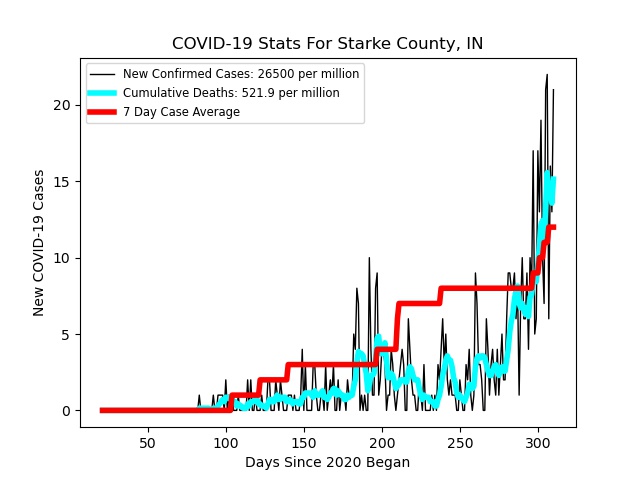 COVID-19 Stats For Starke County, IN
New Confirmed Cases: 26500 per million
Cumulative Deaths: 521.9 per million
7 Day Case Average
New COVID-19 Cases
20
15
10
5
0
50 100 150 200 250 300
Days Since 2020 Began